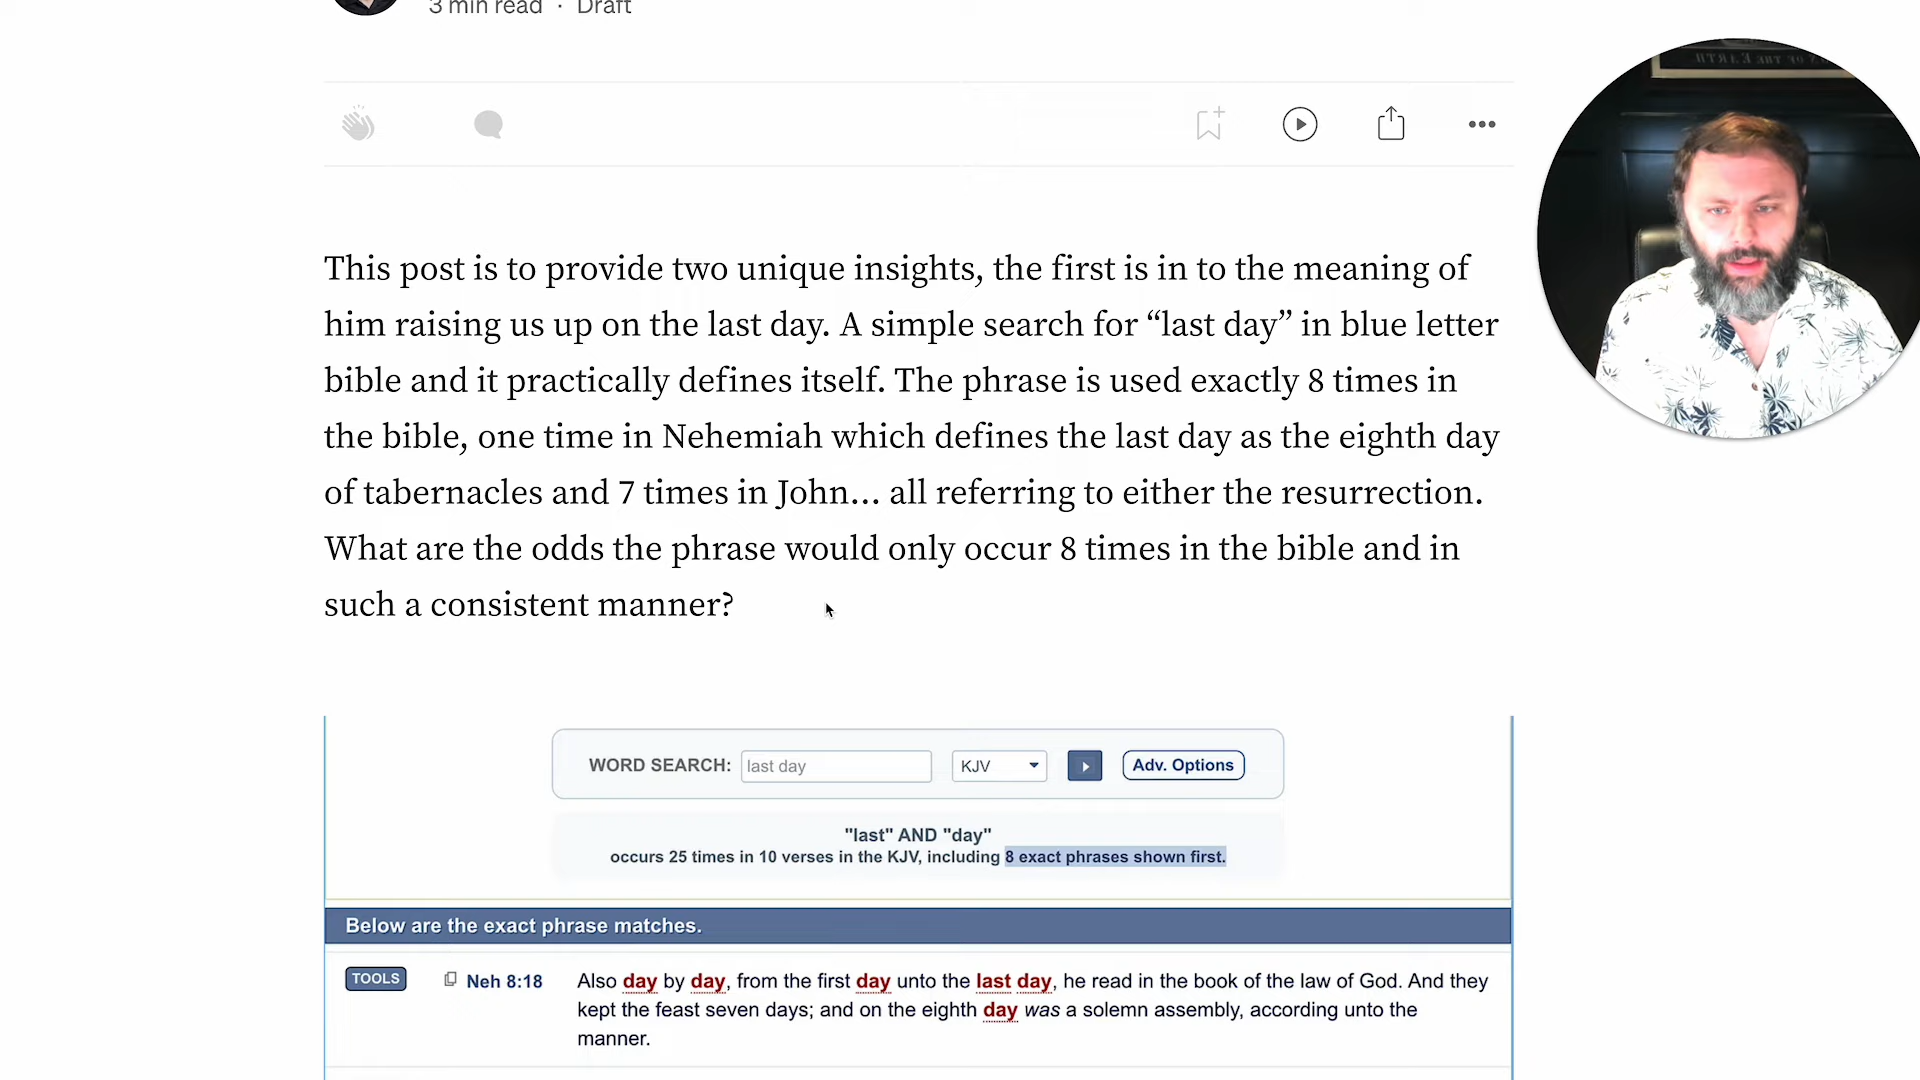 3 min read · Draft
This post is to provide two unique insights, the first is in to the meaning of
him raising us up on the last day. A simple search for “last day” in blue letter
bible and it practically defines itself. The phrase is used exactly 8 times in
the bible, one time in Nehemiah which defines the last day as the eighth day
of tabernacles and 7 times in John... all referring to either the resurrection.
What are the odds the phrase would only occur 8 times in the bible and in
such a consistent manner?
WORD SEARCH: last day KJV Adv. Options
"last" AND "day"
occurs 25 times in 10 verses in the KJV, including 8 exact phrases shown first.
Below are the exact phrase matches.
TOOLS Neh 8:18 Also day by day, from the first day unto the last day, he read in the book of the law of God. And they
kept the feast seven days; and on the eighth day was a solemn assembly, according unto the
manner.